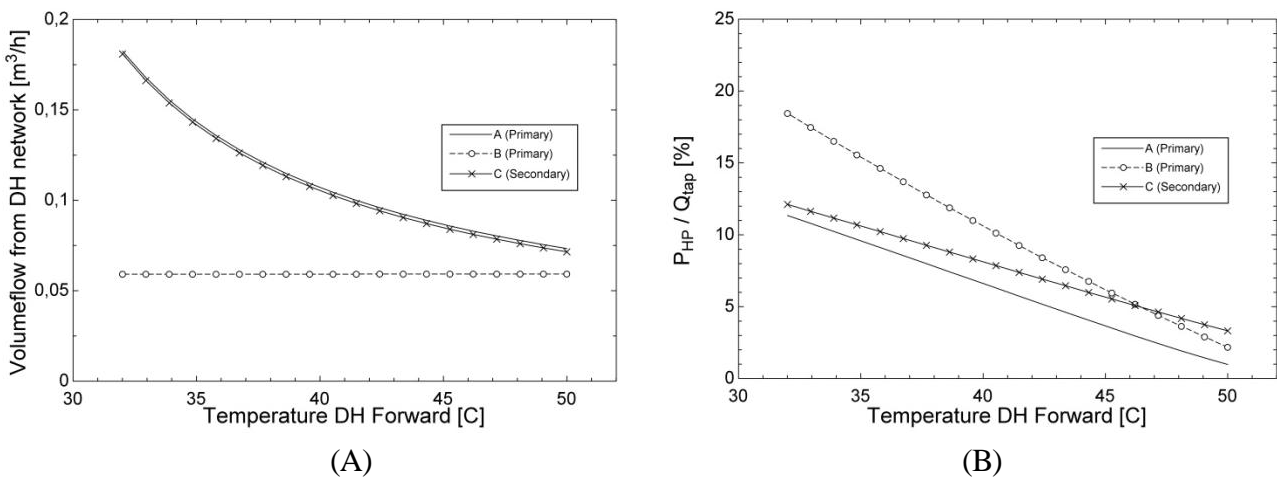 Volumeflow from DH network [m³/h]
0,2
0,15
0,1
0,05
0
30
35
40
45
50
Temperature DH Forward [C]
A (Primary)
B (Primary)
C (Secondary)
(A)
P_HP / Q_tap [%]
25
20
15
10
5
0
30
35
40
45
50
Temperature DH Forward [C]
A (Primary)
B (Primary)
C (Secondary)
(B)